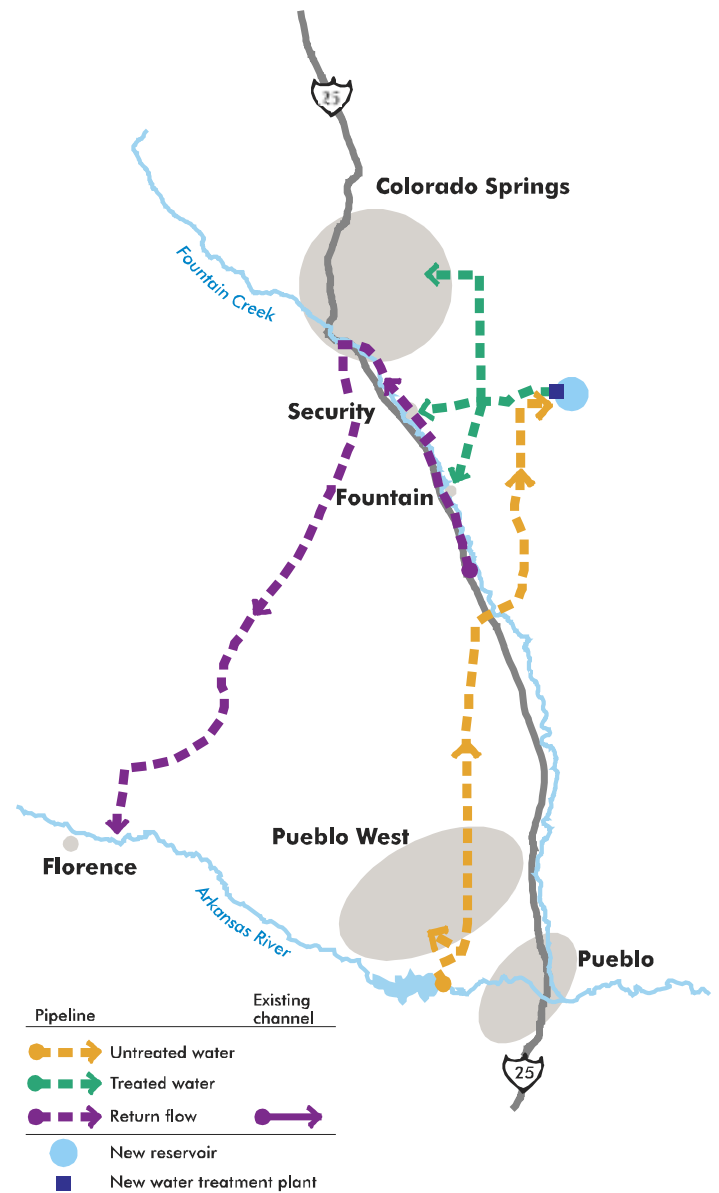 25
Colorado Springs
Fountain Creek
Security
Fountain
Pueblo West
Florence
Arkansas River
Pueblo
25
Pipeline
Existing
channel
Untreated water
Treated water
Return flow
New reservoir
New water treatment plant